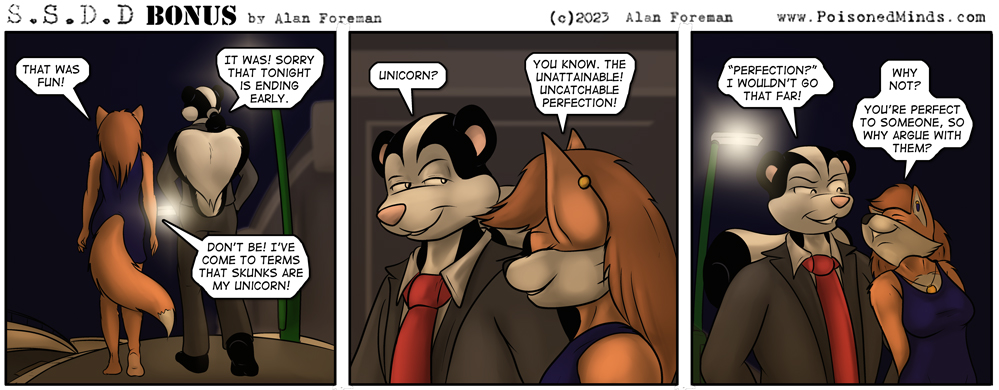 S.S.D.D BONUS by Alan Foreman (c)2023 Alan Foreman www.PoisonedMinds.com
THAT WAS
FUN!
IT WAS! SORRY
THAT TONIGHT
IS ENDING
EARLY.
DON'T BE! I'VE
COME TO TERMS
THAT SKUNKS ARE
MY UNICORN!
UNICORN?
YOU KNOW. THE
UNATTAINABLE!
UNCATCHABLE
PERFECTION!
"PERFECTION?"
I WOULDN'T GO
THAT FAR!
WHY
NOT?
YOU'RE PERFECT
TO SOMEONE, SO
WHY ARGUE WITH
THEM?